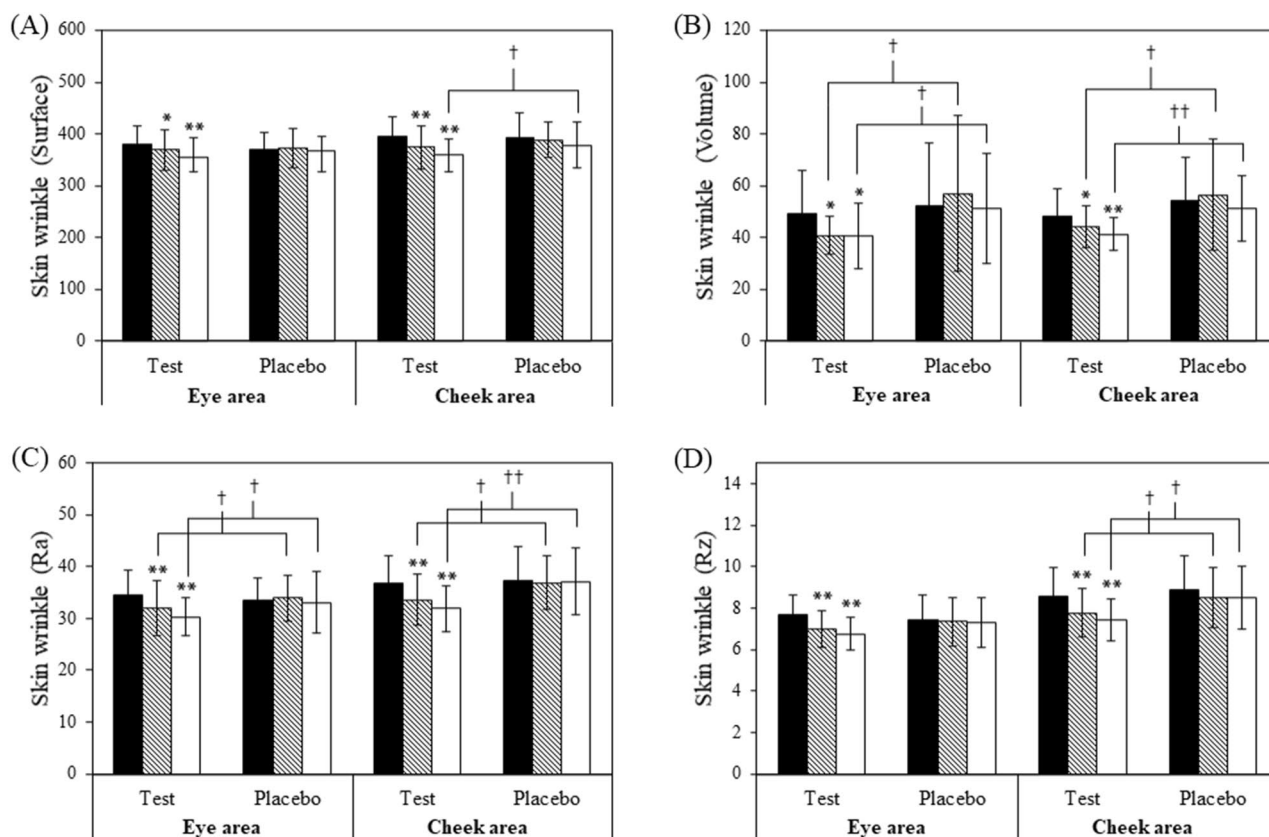 (A)
Skin wrinkle (Surface)
600
500
400
300
200
100
0
†
* ** ** **
Test Placebo Test Placebo
Eye area Cheek area
(B)
Skin wrinkle (Volume)
120
100
80
60
40
20
0
† †
† ††
* * * **
Test Placebo Test Placebo
Eye area Cheek area
(C)
Skin wrinkle (Ra)
60
50
40
30
20
10
0
† † † ††
** ** ** **
Test Placebo Test Placebo
Eye area Cheek area
(D)
Skin wrinkle (Rz)
14
12
10
8
6
4
2
0
† †
** ** ** **
Test Placebo Test Placebo
Eye area Cheek area